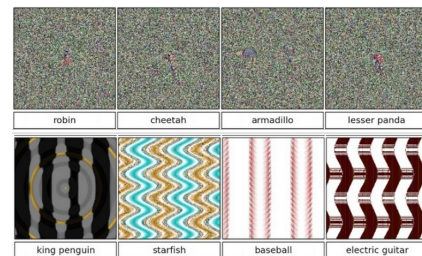 robin
cheetah
armadillo
lesser panda
king penguin
starfish
baseball
electric guitar